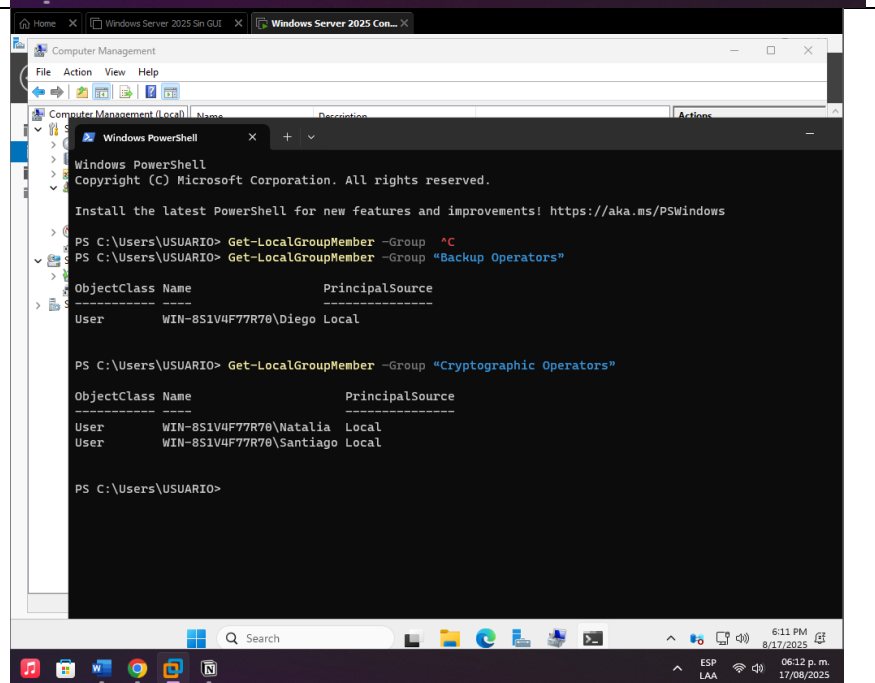 Home
Windows Server 2025 Sin GUI
Windows Server 2025 Con...
Computer Management
File Action View Help
Computer Management (Local)
Name
Description
Actions
Windows PowerShell
Windows PowerShell
Copyright (C) Microsoft Corporation. All rights reserved.
Install the latest PowerShell for new features and improvements! https://aka.ms/PSWindows
PS C:\Users\USUARIO> Get-LocalGroupMember -Group  ^C
PS C:\Users\USUARIO> Get-LocalGroupMember -Group “Backup Operators”
ObjectClass Name                      PrincipalSource
----------- ----                      ---------------
User        WIN-8S1V4F77R70\Diego Local
PS C:\Users\USUARIO> Get-LocalGroupMember -Group “Cryptographic Operators”
ObjectClass Name                     PrincipalSource
----------- ----                     ---------------
User        WIN-8S1V4F77R70\Natalia  Local
User        WIN-8S1V4F77R70\Santiago Local
PS C:\Users\USUARIO>
Search
6:11 PM
8/17/2025
ESP
LAA
06:12 p. m.
17/08/2025